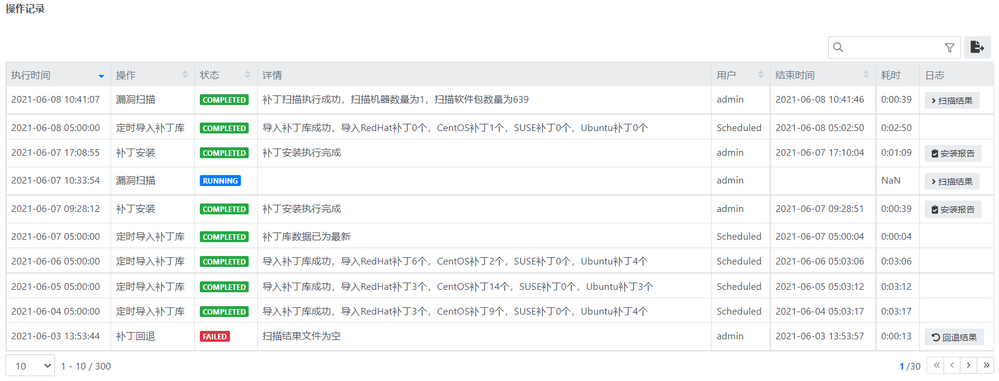 操作记录
执行时间 操作 状态 详情 用户 结束时间 耗时 日志
2021-06-08 10:41:07 漏洞扫描 COMPLETED 补丁扫描执行成功，扫描机器数量为1，扫描软件包数量为639 admin 2021-06-08 10:41:46 0:00:39 扫描结果
2021-06-08 05:00:00 定时导入补丁库 COMPLETED 导入补丁库成功，导入RedHat补丁0个，CentOS补丁1个，SUSE补丁0个，Ubuntu补丁0个 Scheduled 2021-06-08 05:02:50 0:02:50
2021-06-07 17:08:55 补丁安装 COMPLETED 补丁安装执行完成 admin 2021-06-07 17:10:04 0:01:09 安装报告
2021-06-07 10:33:54 漏洞扫描 RUNNING admin NaN 扫描结果
2021-06-07 09:28:12 补丁安装 COMPLETED 补丁安装执行完成 admin 2021-06-07 09:28:51 0:00:39 安装报告
2021-06-07 05:00:00 定时导入补丁库 COMPLETED 补丁库数据已为最新 Scheduled 2021-06-07 05:00:04 0:00:04
2021-06-06 05:00:00 定时导入补丁库 COMPLETED 导入补丁库成功，导入RedHat补丁6个，CentOS补丁2个，SUSE补丁0个，Ubuntu补丁4个 Scheduled 2021-06-06 05:03:06 0:03:06
2021-06-05 05:00:00 定时导入补丁库 COMPLETED 导入补丁库成功，导入RedHat补丁3个，CentOS补丁14个，SUSE补丁0个，Ubuntu补丁3个 Scheduled 2021-06-05 05:03:12 0:03:12
2021-06-04 05:00:00 定时导入补丁库 COMPLETED 导入补丁库成功，导入RedHat补丁3个，CentOS补丁9个，SUSE补丁0个，Ubuntu补丁4个 Scheduled 2021-06-04 05:03:17 0:03:17
2021-06-03 13:53:44 补丁回退 FAILED 扫描结果文件为空 admin 2021-06-03 13:53:57 0:00:13 回退结果
10 1 - 10 / 300 1/30 « ‹ › »